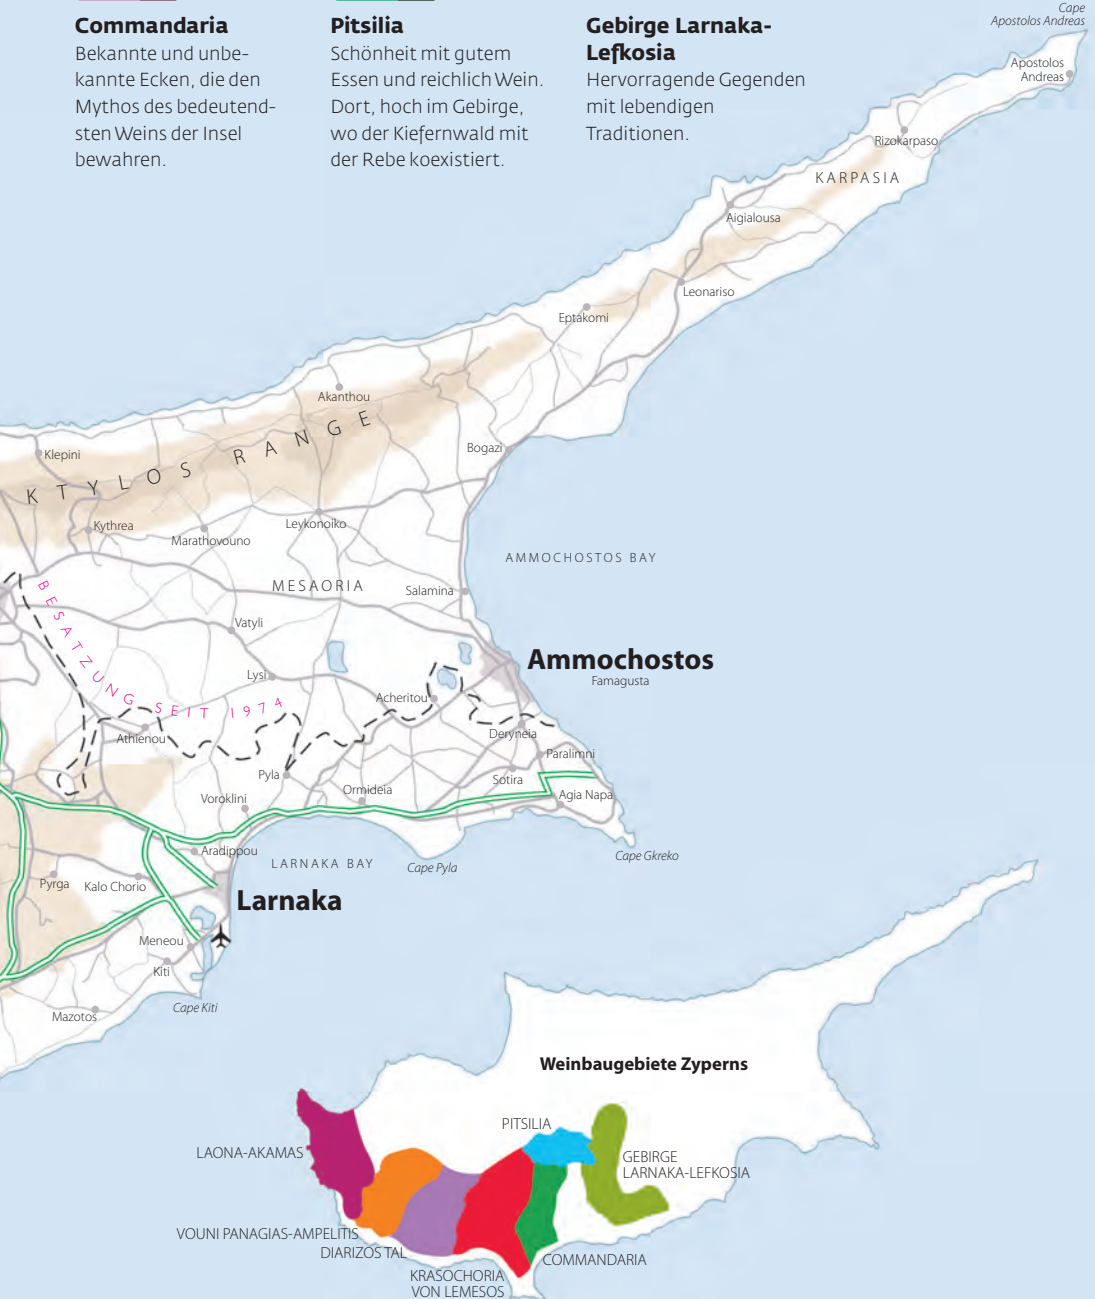 Commandaria
Bekannte und unbe-
kannte Ecken, die den
Mythos des bedeutend-
sten Weins der Insel
bewahren.
Pitsilia
Schönheit mit gutem
Essen und reichlich Wein.
Dort, hoch im Gebirge,
wo der Kiefernwald mit
der Rebe koexistiert.
Gebirge Larnaka-
Lefkosia
Hervorragende Gegenden
mit lebendigen
Traditionen.
Cape
Apostolos Andreas
Apostolos
Andreas
Rizokarpaso
KARPASIA
Aigialousa
Leonariso
Eptakomi
Akanthou
KTYLOS RANGE
Klepini
Bogazi
Kythrea
Marathovouno
Leykonoiko
AMMOCHOSTOS BAY
MESAORIA
Salamina
BESATZUNG SEIT 1974
Vatyli
Lysi
Ammochostos
Famagusta
Acheritou
Athienou
Deryneia
Paralimni
Pyla
Sotira
Ormideia
Voroklini
Agia Napa
Aradippou
LARNAKA BAY
Cape Pyla
Cape Gkreko
Pyrga
Kalo Chorio
Larnaka
Meneou
Kiti
Cape Kiti
Mazotos
Weinbaugebiete Zyperns
PITSILIA
LAONA-AKAMAS
GEBIRGE
LARNAKA-LEFKOSIA
VOUNI PANAGIAS-AMPELITIS
DIARIZOS TAL
COMMANDARIA
KRASOCHORIA
VON LEMESOS